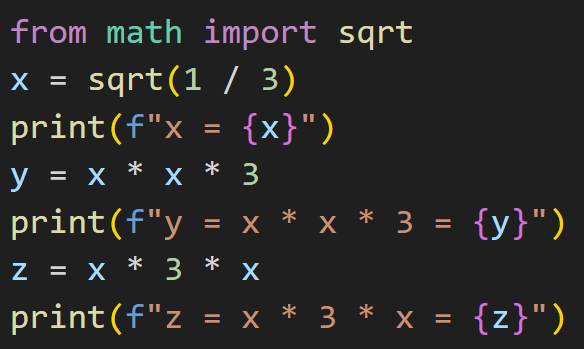 from math import sqrt
x = sqrt(1 / 3)
print(f"x = {x}")
y = x * x * 3
print(f"y = x * x * 3 = {y}")
z = x * 3 * x
print(f"z = x * 3 * x = {z}")